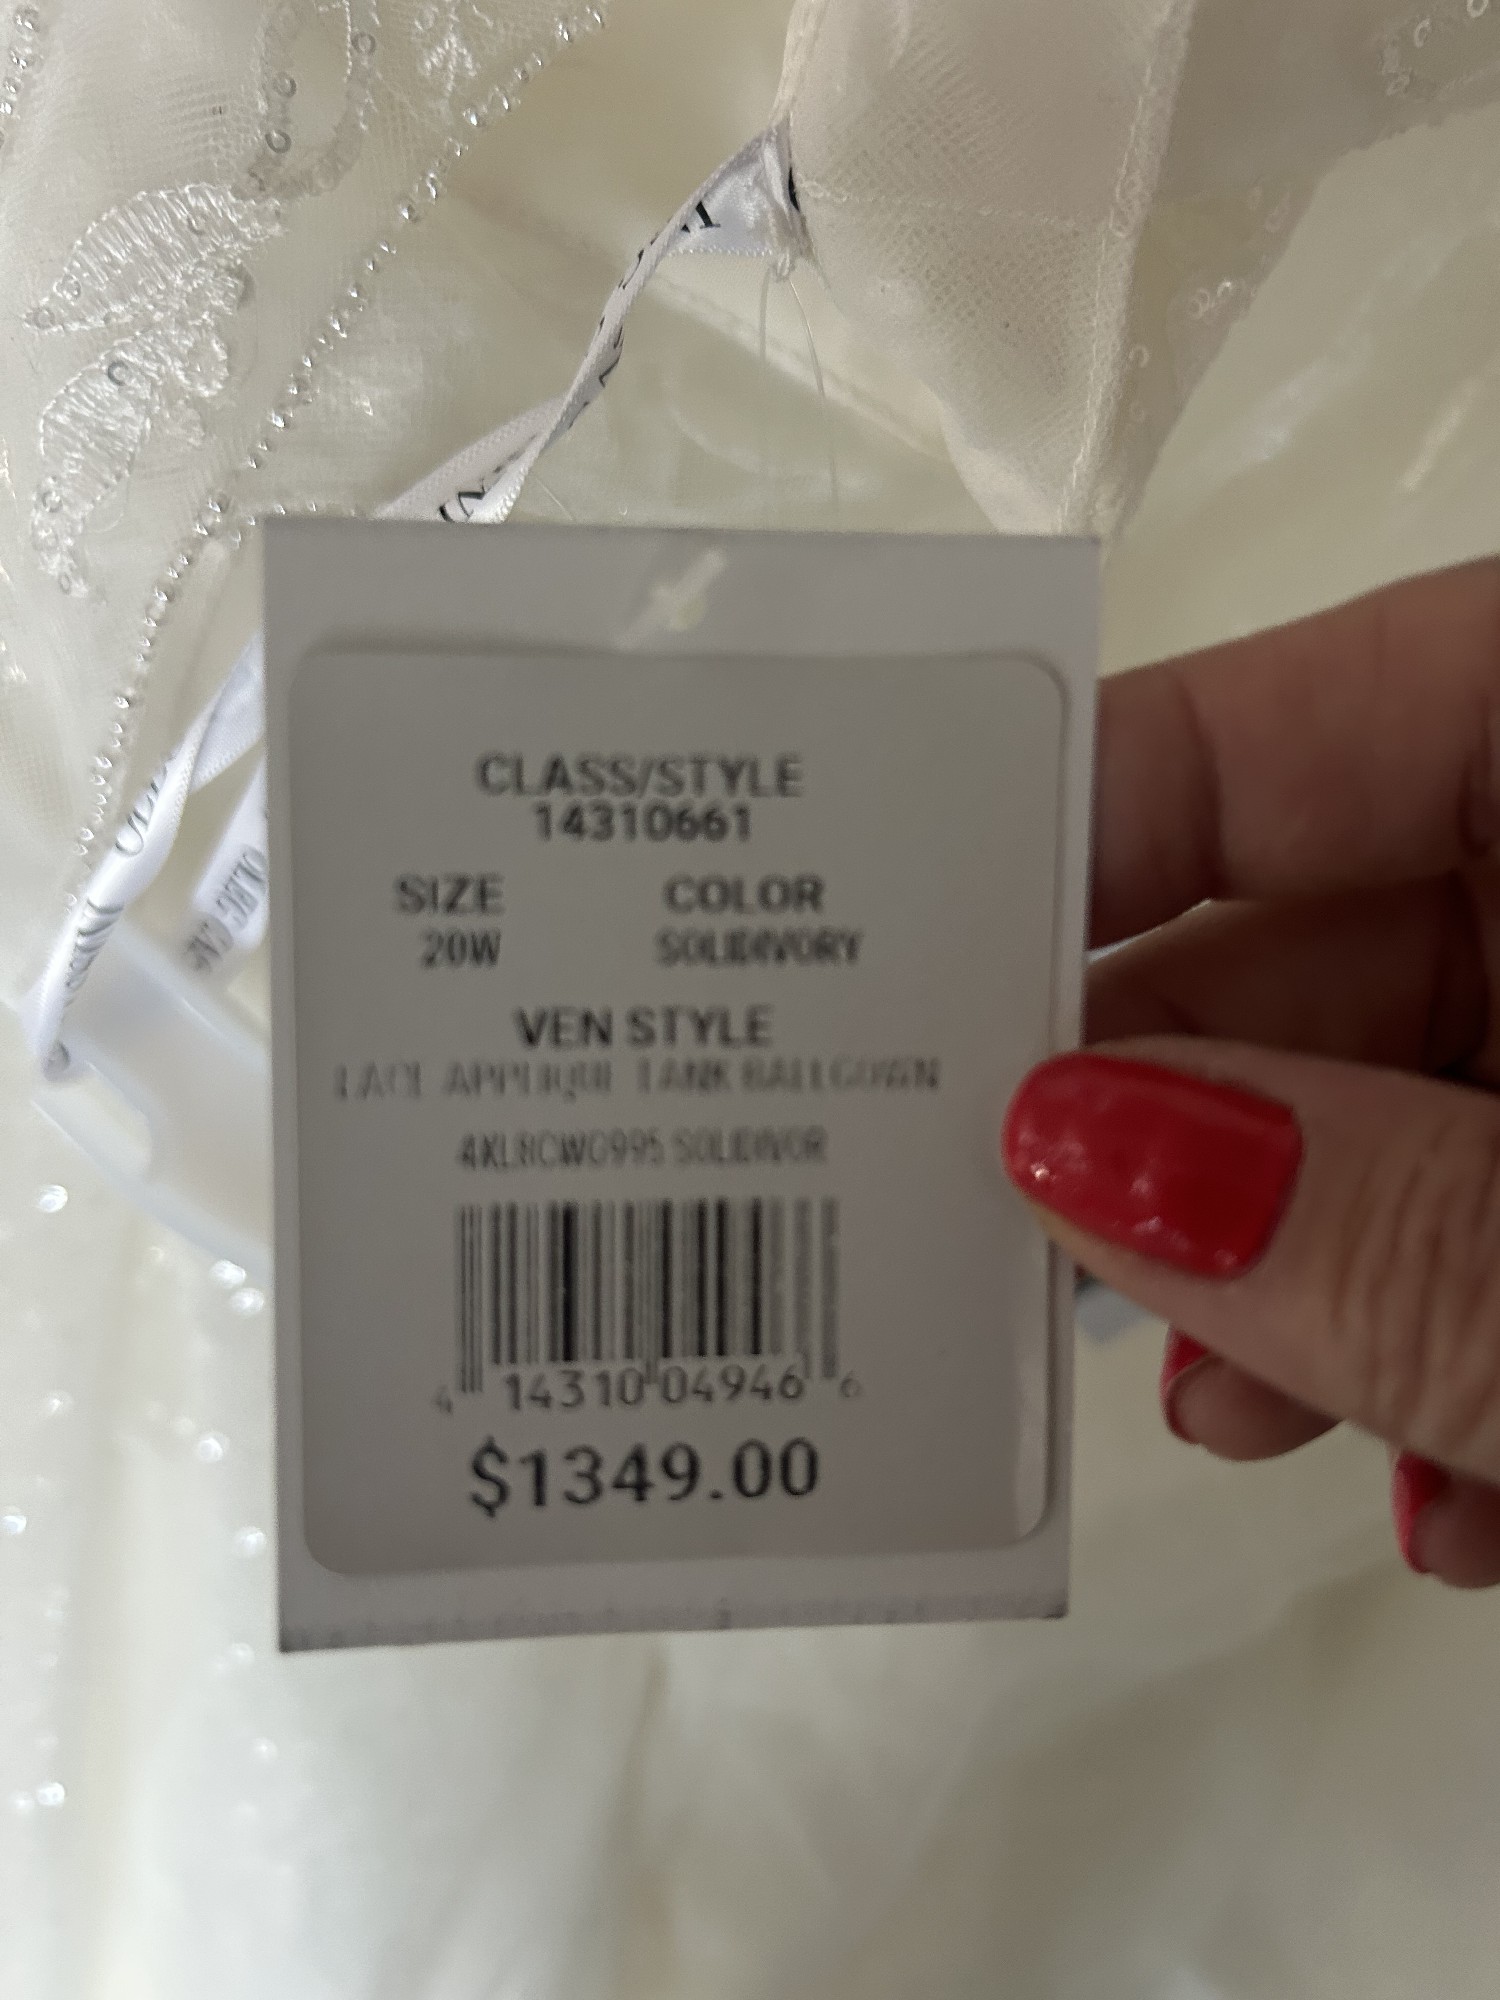 CLASS/STYLE
14310661
SIZE COLOR
20W SOLIDIVORY
VEN STYLE
LACE APPLIQUE TANK BALLGOWN
4XL8CWG995 SOLIDIVOR
4 14310 04946 6
$1349.00